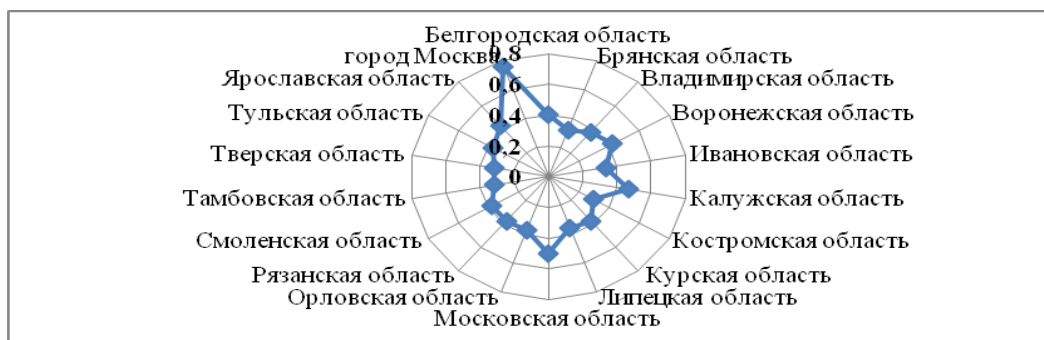 Белгородская область
Брянская область
Владимирская область
Воронежская область
Ивановская область
Калужская область
Костромская область
Курская область
Липецкая область
Московская область
Орловская область
Рязанская область
Смоленская область
Тамбовская область
Тверская область
Тульская область
Ярославская область
город Москва
0,8
0,6
0,4
0,2
0